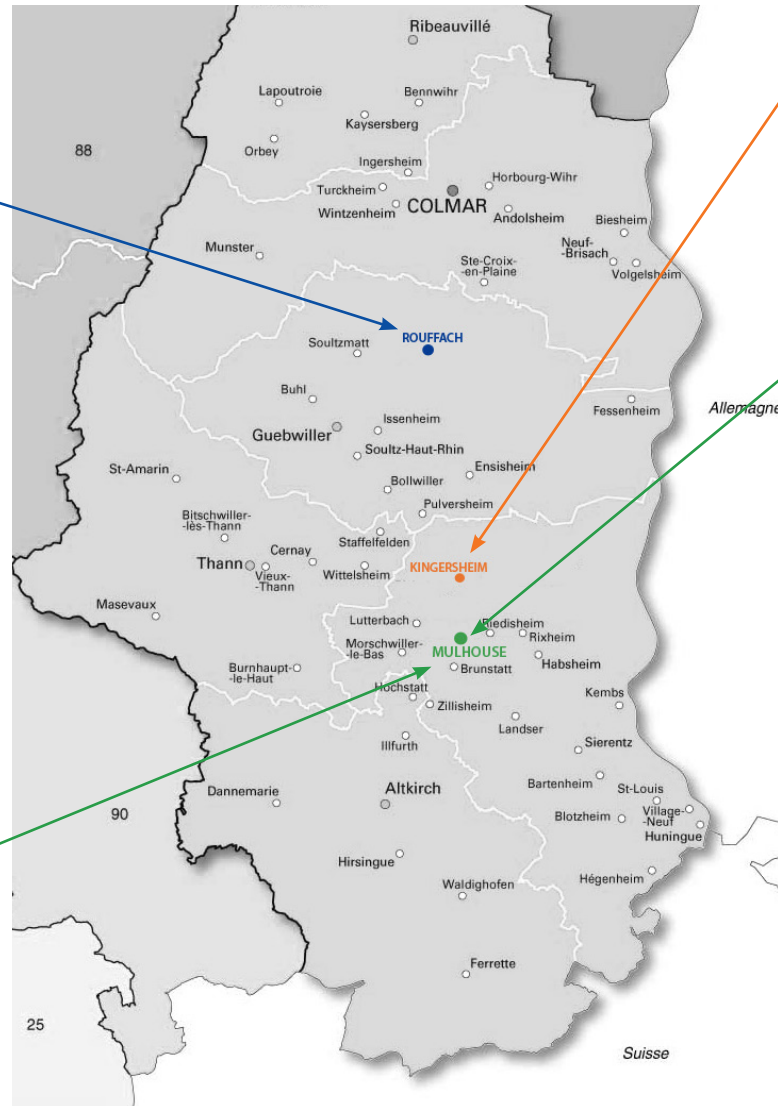 Ribeauvillé
Lapoutroie
Bennwihr
Kaysersberg
Orbey
88
Ingersheim
Turckheim
Horbourg-Wihr
COLMAR
Wintzenheim
Andolsheim
Biesheim
Munster
Neuf-
-Brisach
Ste-Croix-
-en-Plaine
Volgelsheim
ROUFFACH
Soultzmatt
Buhl
Fessenheim
Allemagne
Issenheim
Guebwiller
Soultz-Haut-Rhin
St-Amarin
Ensisheim
Bollwiller
Pulversheim
Bitschwiller-
-lès-Thann
Staffelfelden
Cernay
Thann
Vieux-
-Thann
Wittelsheim
KINGERSHEIM
Masevaux
Lutterbach
Riedisheim
Rixheim
Morschwiller-
-le-Bas
MULHOUSE
Habsheim
Burnhaupt-
-le-Haut
Brunstatt
Hochstatt
Kembs
Zillisheim
Landser
Illfurth
Sierentz
Bartenheim
Dannemarie
Altkirch
St-Louis
90
Village-
-Neuf
Blotzheim
Huningue
Hirsingue
Hégenheim
Waldighofen
Ferrette
25
Suisse